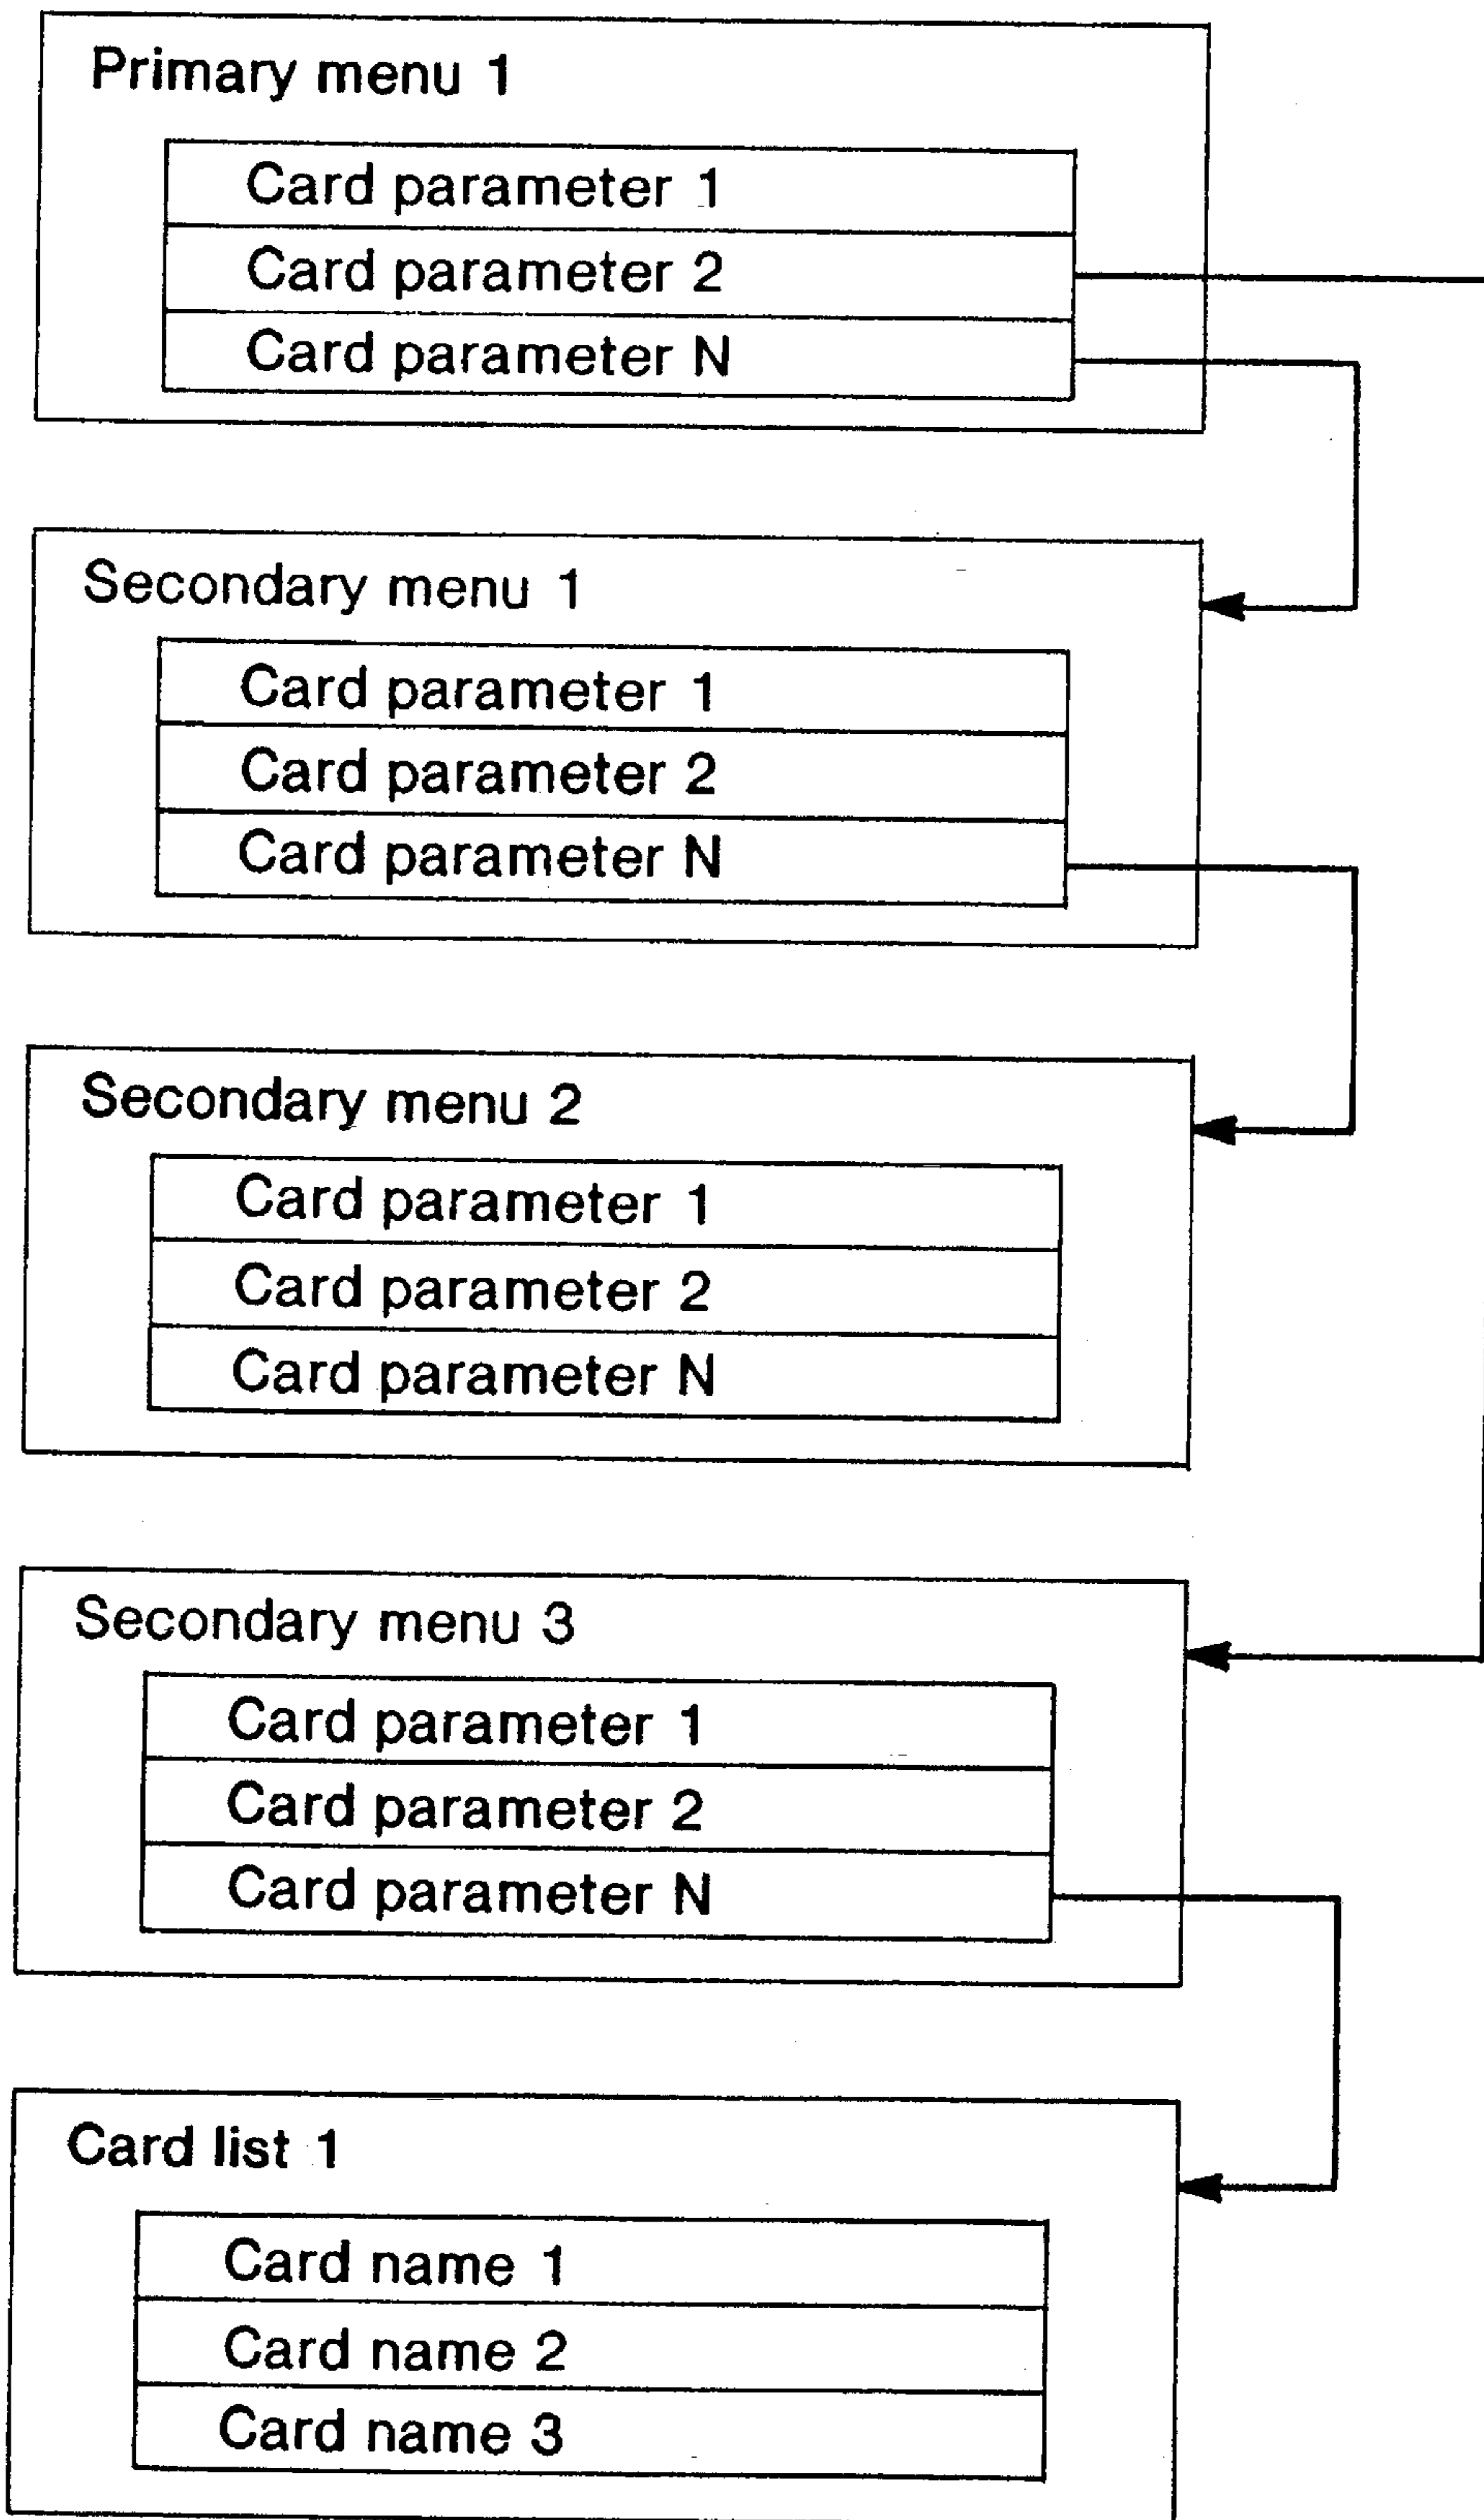 Primary menu 1
Card parameter 1
Card parameter 2
Card parameter N
Secondary menu 1
Card parameter 1
Card parameter 2
Card parameter N
Secondary menu 2
Card parameter 1
Card parameter 2
Card parameter N
Secondary menu 3
Card parameter 1
Card parameter 2
Card parameter N
Card list 1
Card name 1
Card name 2
Card name 3